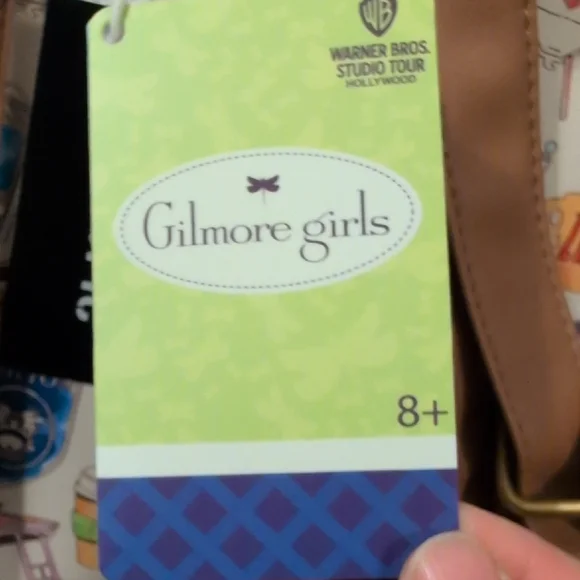 WB
WARNER BROS.
STUDIO TOUR
HOLLYWOOD
Gilmore girls
8+